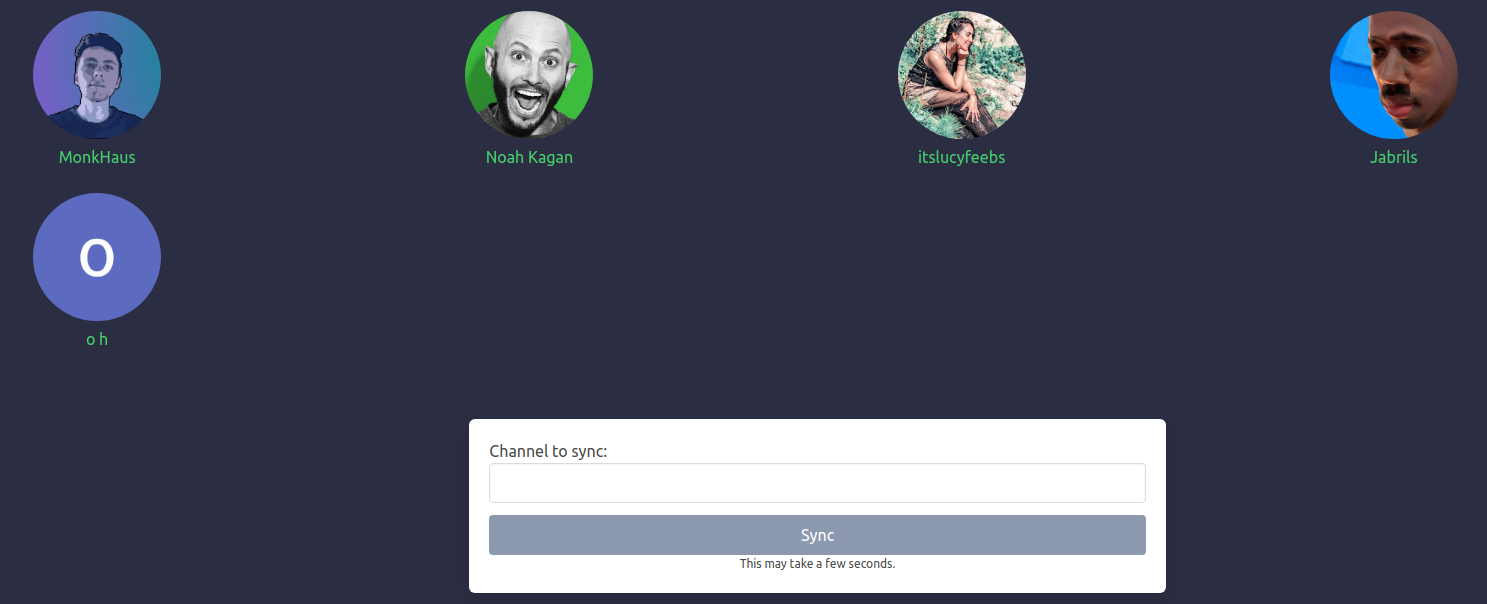 MonkHaus
Noah Kagan
itslucyfeebs
Jabrils
O
o h
Channel to sync:
Sync
This may take a few seconds.